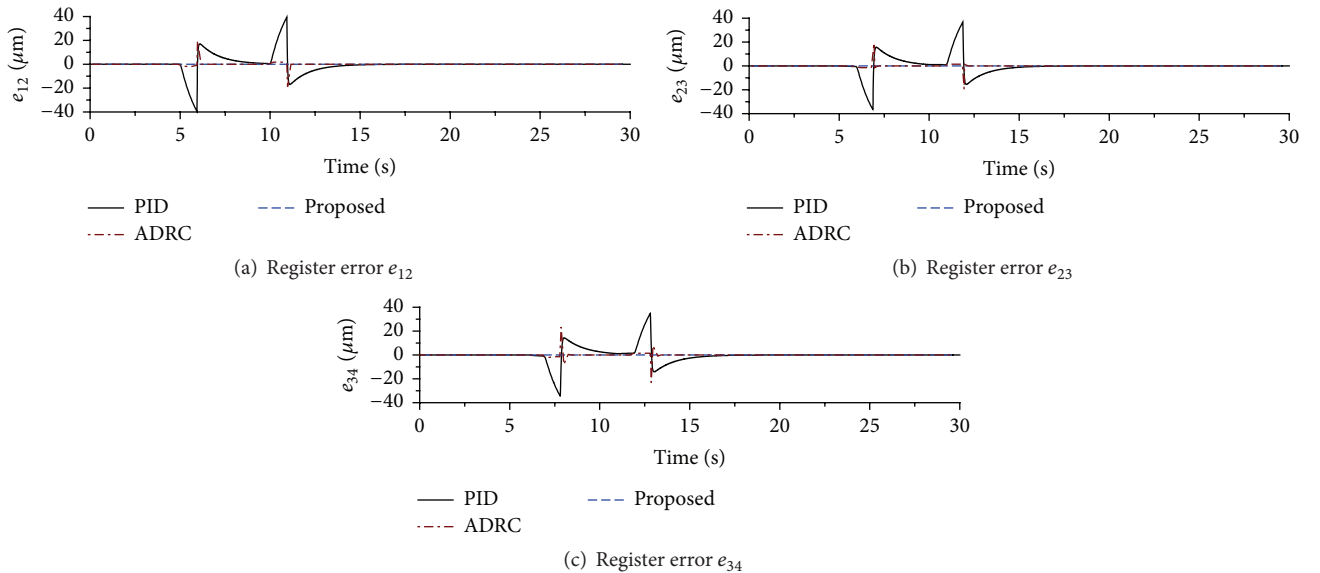 40
20
0
−20
−40
e12 (μm)
0 5 10 15 20 25 30
Time (s)
PID Proposed
ADRC
(a) Register error e12
40
20
0
−20
−40
e23 (μm)
0 5 10 15 20 25 30
Time (s)
PID Proposed
ADRC
(b) Register error e23
40
20
0
−20
−40
e34 (μm)
0 5 10 15 20 25 30
Time (s)
PID Proposed
ADRC
(c) Register error e34